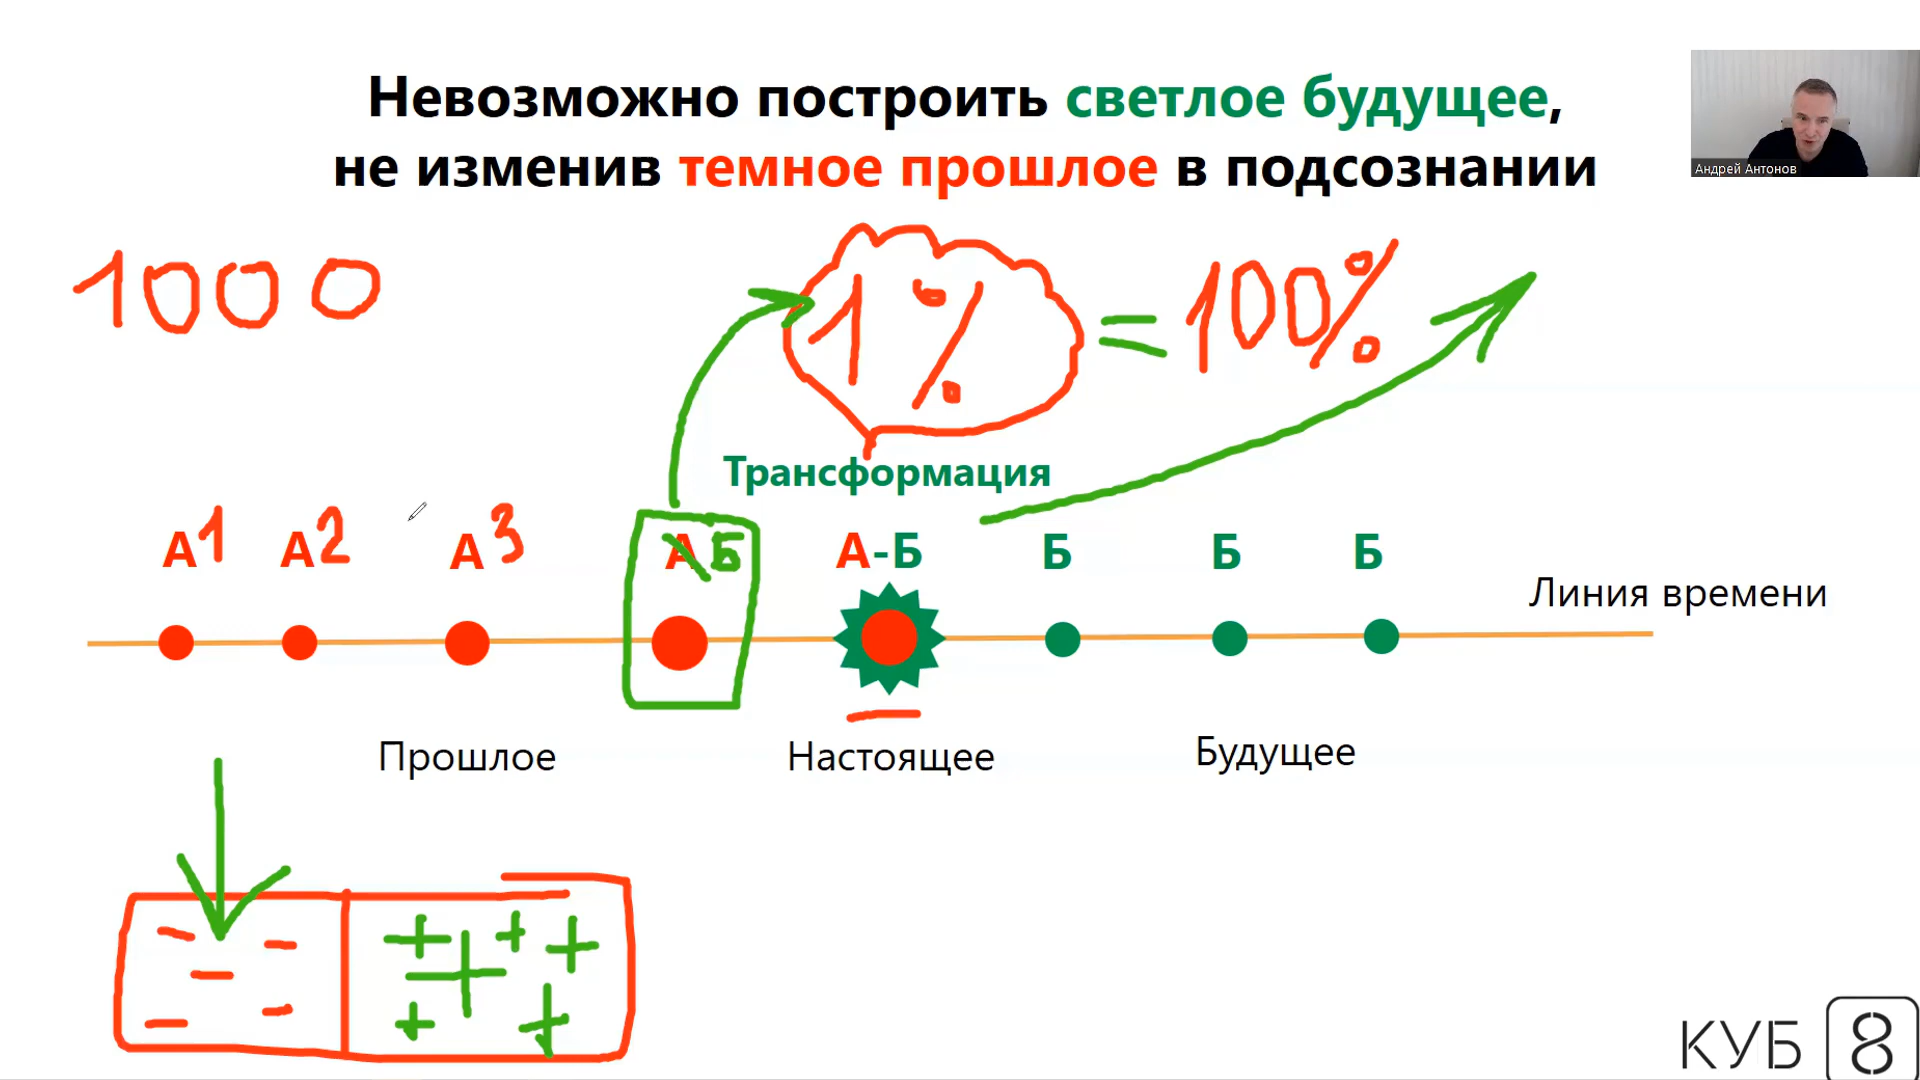 Невозможно построить светлое будущее,
не изменив темное прошлое в подсознании
Андрей Антонов
1000
1% = 100%
Трансформация
А1 А2 А3 А Б А-Б Б Б Б
Линия времени
Прошлое Настоящее Будущее
- - - - - + + + + + +
КУБ 8